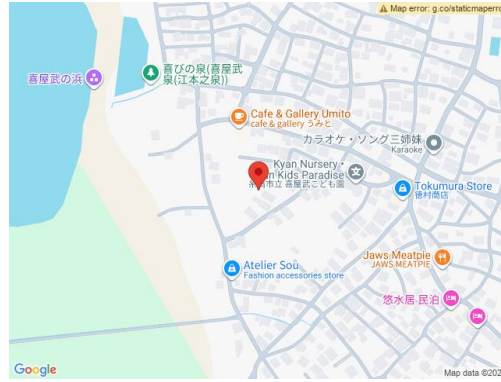 Map error: g.co/staticmaperro
喜びの泉(喜屋武
泉(江本之泉))
喜屋武の浜
Cafe & Gallery Umito
cafe & gallery うみと
カラオケ・ソング三姉妹
Karaoke
Kyan Nursery・
Kids Paradise
市立 喜屋武こども園
Tokumura Store
徳村商店
Atelier Sou
Fashion accessories store
Jaws Meatpie
JAWS MEATPIE
悠水居-民泊
Google
Map data ©202